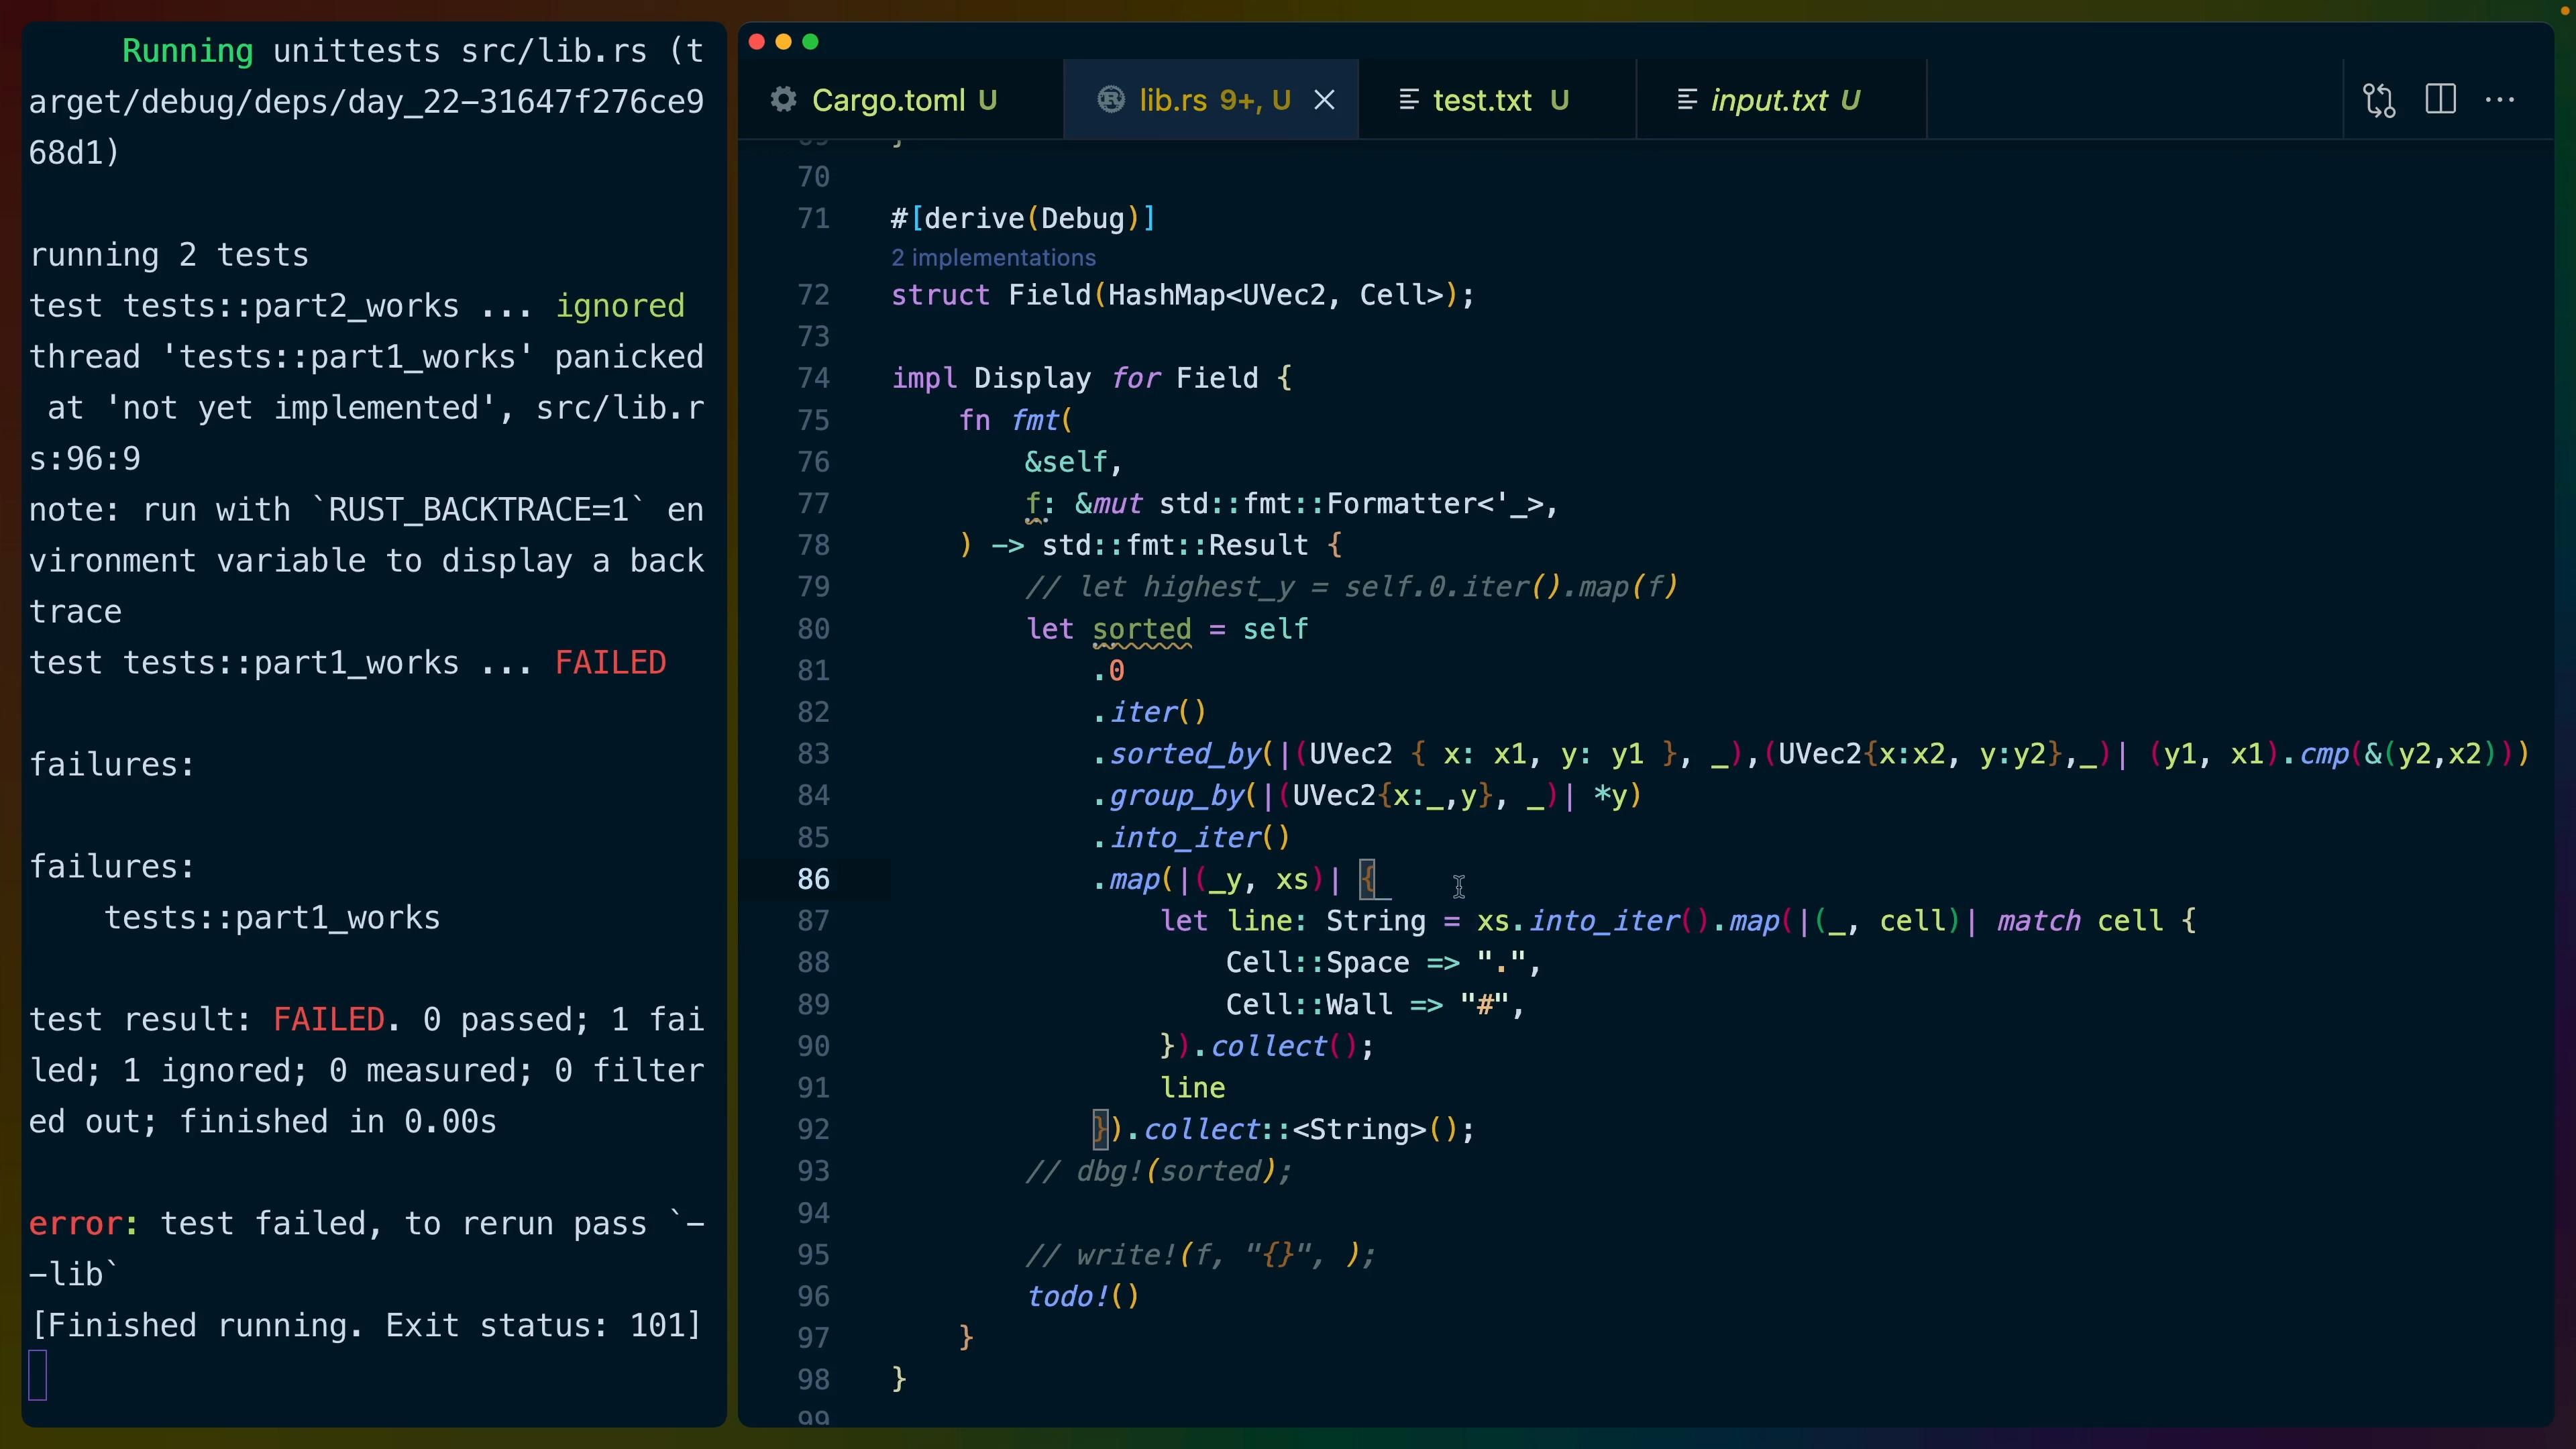 Running unittests src/lib.rs (t
arget/debug/deps/day_22-31647f276ce9
68d1)
running 2 tests
test tests::part2_works ... ignored
thread 'tests::part1_works' panicked
at 'not yet implemented', src/lib.r
s:96:9
note: run with `RUST_BACKTRACE=1` en
vironment variable to display a back
trace
test tests::part1_works ... FAILED
failures:
failures:
tests::part1_works
test result: FAILED. 0 passed; 1 fai
led; 1 ignored; 0 measured; 0 filter
ed out; finished in 0.00s
error: test failed, to rerun pass `-
-lib`
[Finished running. Exit status: 101]
Cargo.toml U
lib.rs 9+, U
test.txt U
input.txt U
69 }
70
71 #[derive(Debug)]
2 implementations
72 struct Field(HashMap<UVec2, Cell>);
73
74 impl Display for Field {
75 fn fmt(
76 &self,
77 f: &mut std::fmt::Formatter<'_>,
78 ) -> std::fmt::Result {
79 // let highest_y = self.0.iter().map(f)
80 let sorted = self
81 .0
82 .iter()
83 .sorted_by(|(UVec2 { x: x1, y: y1 }, _),(UVec2{x:x2, y:y2},_)| (y1, x1).cmp(&(y2,x2)))
84 .group_by(|(UVec2{x:_,y}, _)| *y)
85 .into_iter()
86 .map(|(_y, xs)| {
87 let line: String = xs.into_iter().map(|(_, cell)| match cell {
88 Cell::Space => ".",
89 Cell::Wall => "#",
90 }).collect();
91 line
92 }).collect::<String>();
93 // dbg!(sorted);
94
95 // write!(f, "{}", );
96 todo!()
97 }
98 }
99